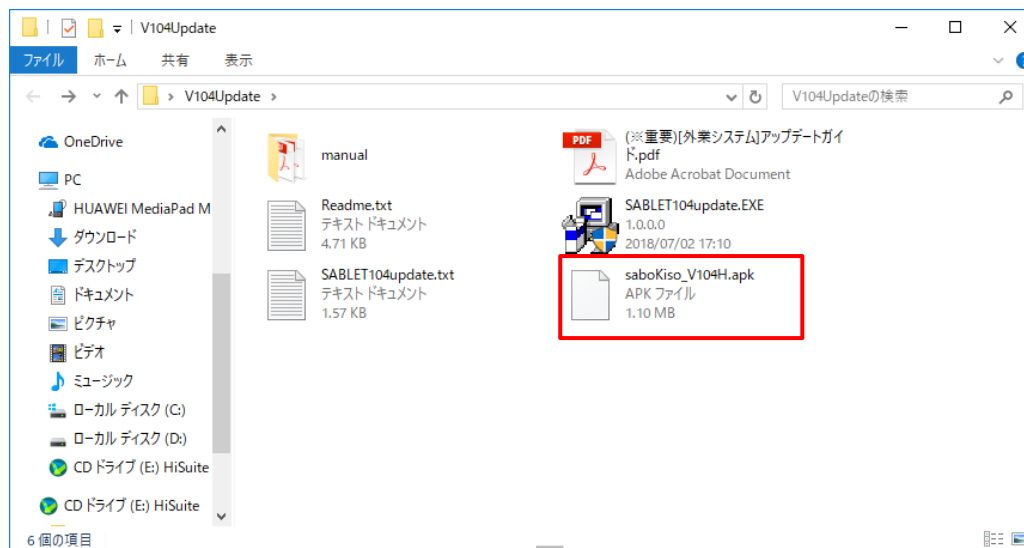 V104Update
ファイル ホーム 共有 表示
V104Update
V104Updateの検索
OneDrive
PC
HUAWEI MediaPad M
ダウンロード
デスクトップ
ドキュメント
ピクチャ
ビデオ
ミュージック
ローカル ディスク (C:)
ローカル ディスク (D:)
CD ドライブ (E:) HiSuite
CD ドライブ (E:) HiSuite
manual
PDF
(※重要)[外業システム]アップデートガイ
ド.pdf
Adobe Acrobat Document
Readme.txt
テキスト ドキュメント
4.71 KB
SABLET104update.EXE
1.0.0.0
2018/07/02 17:10
SABLET104update.txt
テキスト ドキュメント
1.57 KB
saboKiso_V104H.apk
APK ファイル
1.10 MB
6 個の項目